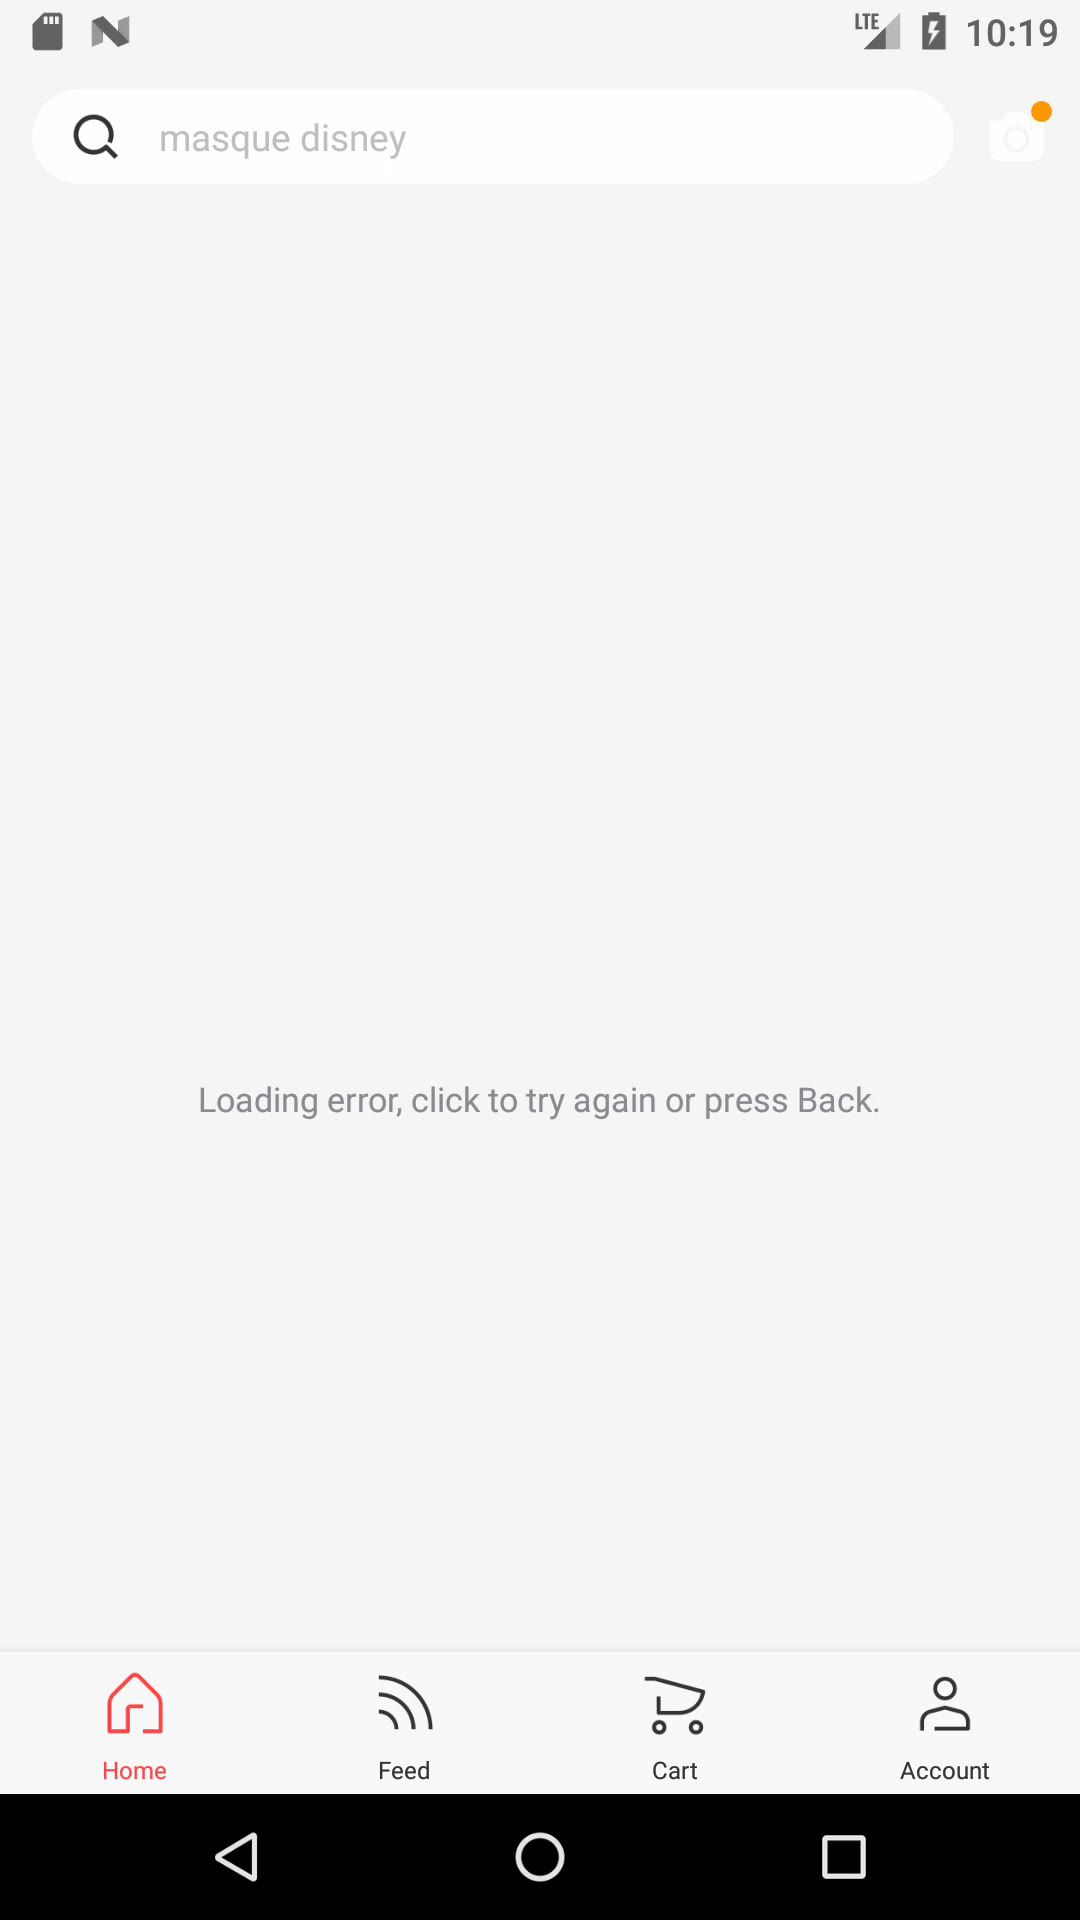 LTE 10:19
masque disney
Loading error, click to try again or press Back.
Home Feed Cart Account